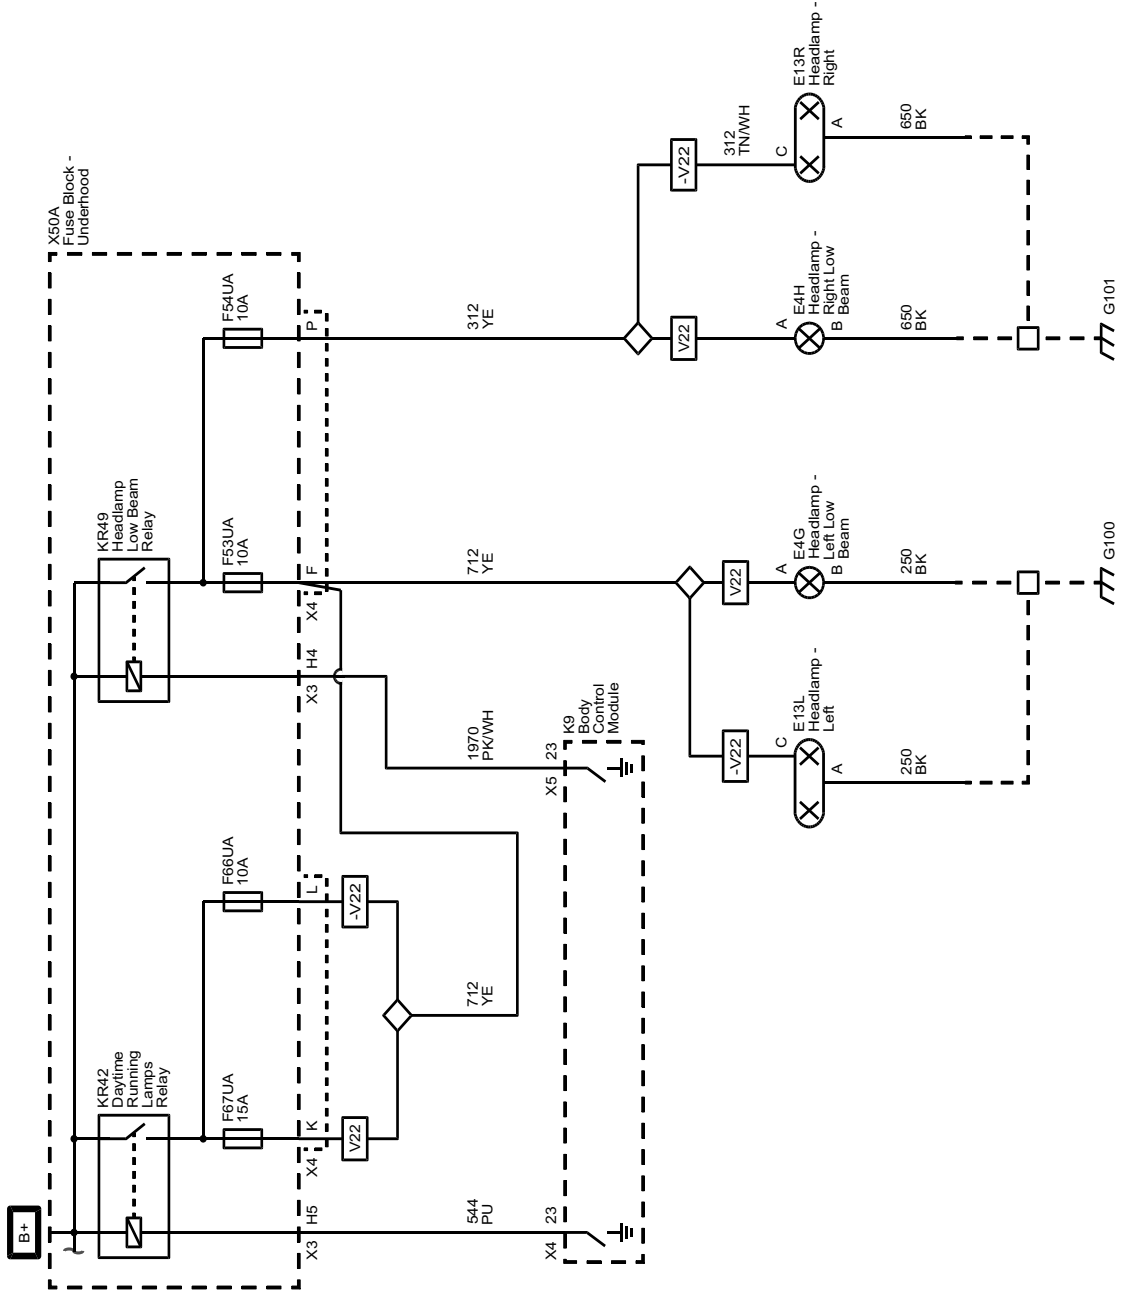 B+
X50A
Fuse Block -
Underhood
KR42
Daytime
Running
Lamps
Relay
KR49
Headlamp
Low Beam
Relay
F67UA
15A
F66UA
10A
F53UA
10A
F54UA
10A
X3
H5
X4
K
L
X3
H4
X4
F
P
V22
-V22
544
PU
712
YE
1970
PK/WH
712
YE
312
YE
X4
23
X5
23
K9
Body
Control
Module
-V22
V22
V22
-V22
312
TN/WH
C
A
A
C
E13L
Headlamp -
Left
E4G
Headlamp -
Left Low
Beam
E4H
Headlamp -
Right Low
Beam
E13R
Headlamp -
Right
A
B
B
A
250
BK
250
BK
650
BK
650
BK
G100
G101